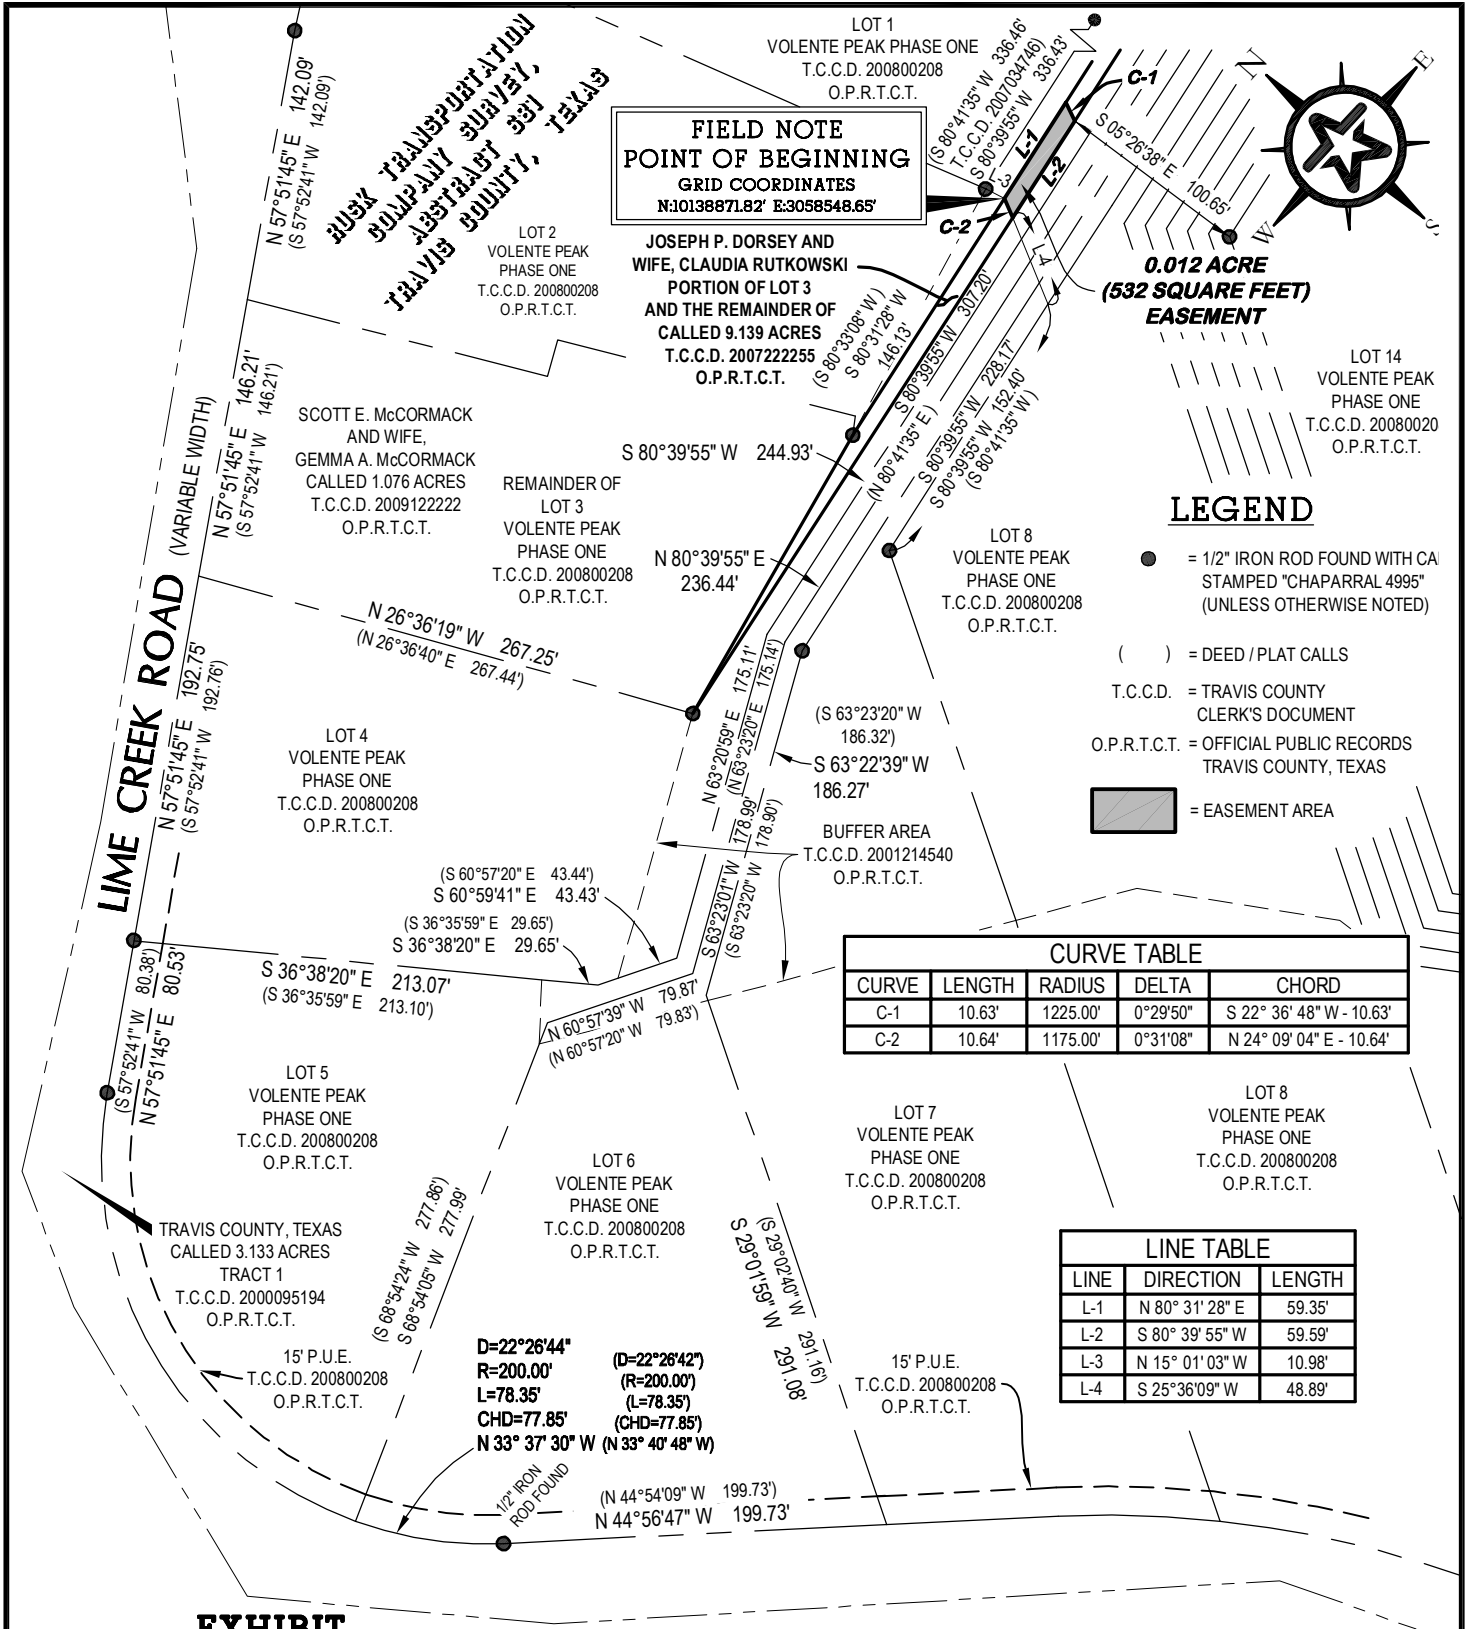 LOT 1
VOLENTE PEAK PHASE ONE
T.C.C.D. 200800208
O.P.R.T.C.T.
N 57°51'45" E 142.09'
(S 57°52'41" W 142.09')
RUSK TRANSPORTATION
COMPANY SURVEY,
ABSTRACT
TRAVIS COUNTY, TEXAS
(S 80°41'35" W 336.46'
T.C.C.D. 2007034746)
S 80°39'55" W 336.43'
C-1
L-1
L-2
L-3
C-2
L4
S 05°26'38" E 100.65'
N
E
W
S
FIELD NOTE
POINT OF BEGINNING
GRID COORDINATES
N:10138871.82' E:3058548.65'
LOT 2
VOLENTE PEAK
PHASE ONE
T.C.C.D. 200800208
O.P.R.T.C.T.
JOSEPH P. DORSEY AND
WIFE, CLAUDIA RUTKOWSKI
PORTION OF LOT 3
AND THE REMAINDER OF
CALLED 9.139 ACRES
T.C.C.D. 2007222255
O.P.R.T.C.T.
0.012 ACRE
(532 SQUARE FEET)
EASEMENT
(S 80°33'08" W )
S 80°31'28" W
146.13'
S 80°39'55" W 307.20'
(N 80°41'35" E )
S 80°39'55" W 228.17'
S 80°39'55" W 152.40'
(S 80°41'35" W )
LOT 14
VOLENTE PEAK
PHASE ONE
T.C.C.D. 20080020
O.P.R.T.C.T.
N 57°51'45" E 146.21'
(S 57°52'41" W 146.21')
SCOTT E. McCORMACK
AND WIFE,
GEMMA A. McCORMACK
CALLED 1.076 ACRES
T.C.C.D. 2009122222
O.P.R.T.C.T.
S 80°39'55" W 244.93'
REMAINDER OF
LOT 3
VOLENTE PEAK
PHASE ONE
T.C.C.D. 200800208
O.P.R.T.C.T.
N 80°39'55" E
236.44'
LOT 8
VOLENTE PEAK
PHASE ONE
T.C.C.D. 200800208
O.P.R.T.C.T.
LEGEND
= 1/2" IRON ROD FOUND WITH CA
STAMPED "CHAPARRAL 4995"
(UNLESS OTHERWISE NOTED)
( ) = DEED / PLAT CALLS
T.C.C.D. = TRAVIS COUNTY
CLERK'S DOCUMENT
O.P.R.T.C.T. = OFFICIAL PUBLIC RECORDS
TRAVIS COUNTY, TEXAS
= EASEMENT AREA
LIME CREEK ROAD (VARIABLE WIDTH)
N 26°36'19" W 267.25'
(N 26°36'40" E 267.44')
N 57°51'45" E 192.75'
(S 57°52'41" W 192.76')
LOT 4
VOLENTE PEAK
PHASE ONE
T.C.C.D. 200800208
O.P.R.T.C.T.
N 63°20'59" E 175.11'
(N 63°23'20" E 175.14')
(S 63°23'20" W
186.32')
S 63°22'39" W
186.27'
S 63°23'01" W 178.99'
(S 63°23'20" W 178.90')
BUFFER AREA
T.C.C.D. 2001214540
O.P.R.T.C.T.
(S 60°57'20" E 43.44')
S 60°59'41" E 43.43'
(S 36°35'59" E 29.65')
S 36°38'20" E 29.65'
S 36°38'20" E 213.07'
(S 36°35'59" E 213.10')
N 60°57'39" W 79.87'
(N 60°57'20" W 79.83')
(S 57°52'41" W 80.38')
N 57°51'45" E 80.53'
CURVE TABLE
CURVE LENGTH RADIUS DELTA CHORD
C-1 10.63' 1225.00' 0°29'50" S 22° 36' 48" W - 10.63'
C-2 10.64' 1175.00' 0°31'08" N 24° 09' 04" E - 10.64'
LOT 5
VOLENTE PEAK
PHASE ONE
T.C.C.D. 200800208
O.P.R.T.C.T.
LOT 6
VOLENTE PEAK
PHASE ONE
T.C.C.D. 200800208
O.P.R.T.C.T.
LOT 7
VOLENTE PEAK
PHASE ONE
T.C.C.D. 200800208
O.P.R.T.C.T.
LOT 8
VOLENTE PEAK
PHASE ONE
T.C.C.D. 200800208
O.P.R.T.C.T.
TRAVIS COUNTY, TEXAS
CALLED 3.133 ACRES
TRACT 1
T.C.C.D. 2000095194
O.P.R.T.C.T.
(S 68°54'24" W 277.86')
S 68°54'05" W 277.99'
(S 29°02'40" W 291.16')
S 29°01'59" W 291.08'
LINE TABLE
LINE DIRECTION LENGTH
L-1 N 80° 31' 28" E 59.35'
L-2 S 80° 39' 55" W 59.59'
L-3 N 15° 01' 03" W 10.98'
L-4 S 25°36'09" W 48.89'
15' P.U.E.
T.C.C.D. 200800208
O.P.R.T.C.T.
D=22°26'44"
R=200.00'
L=78.35'
CHD=77.85'
N 33° 37' 30" W
(D=22°26'42")
(R=200.00')
(L=78.35')
(CHD=77.85')
(N 33° 40' 48" W)
15' P.U.E.
T.C.C.D. 200800208
O.P.R.T.C.T.
1/2" IRON
ROD FOUND
(N 44°54'09" W 199.73')
N 44°56'47" W 199.73'
EXHIBIT